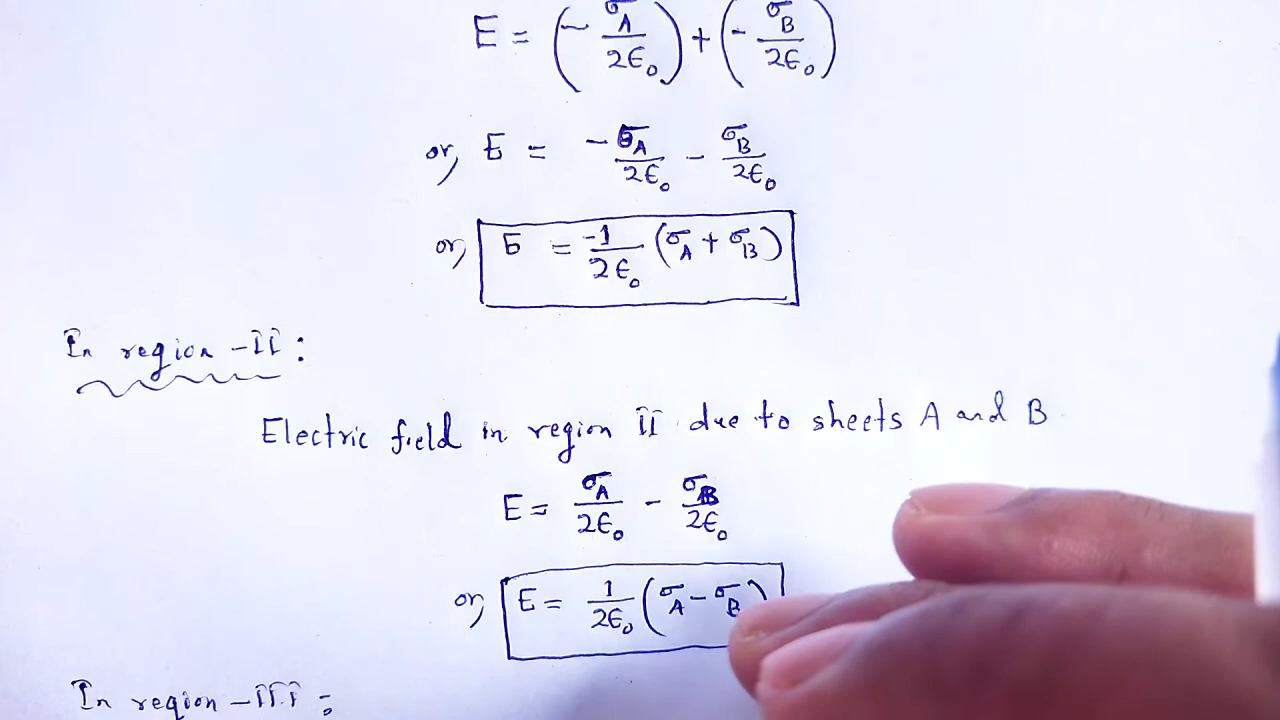 E = (- σA/2ϵ₀) + (- σB/2ϵ₀)
or, E = - σA/2ϵ₀ - σB/2ϵ₀
or, E = -1/2ϵ₀ (σA + σB)
In region -II :
Electric field in region II due to sheets A and B
E = σA/2ϵ₀ - σB/2ϵ₀
or, E = 1/2ϵ₀ (σA - σB)
In region -III :